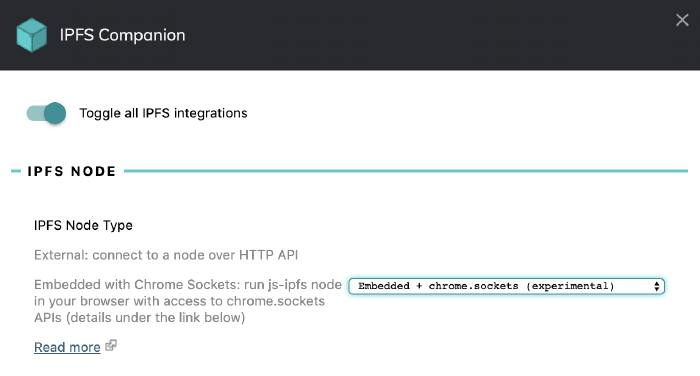 IPFS Companion
Toggle all IPFS integrations
IPFS NODE
IPFS Node Type
External: connect to a node over HTTP API
Embedded with Chrome Sockets: run js-ipfs node
in your browser with access to chrome.sockets
APIs (details under the link below)
Embedded + chrome.sockets (experimental)
Read more